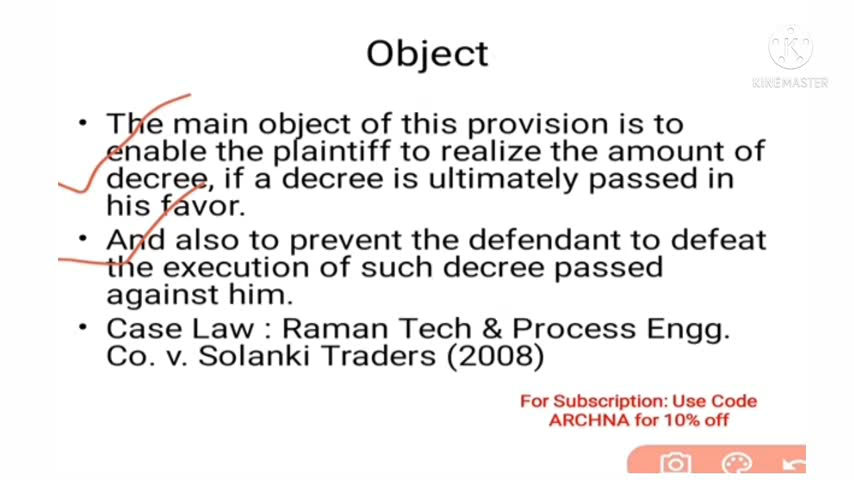 Object
KINEMASTER
• The main object of this provision is to
enable the plaintiff to realize the amount of
decree, if a decree is ultimately passed in
his favor.
• And also to prevent the defendant to defeat
the execution of such decree passed
against him.
• Case Law : Raman Tech & Process Engg.
Co. v. Solanki Traders (2008)
For Subscription: Use Code
ARCHNA for 10% off